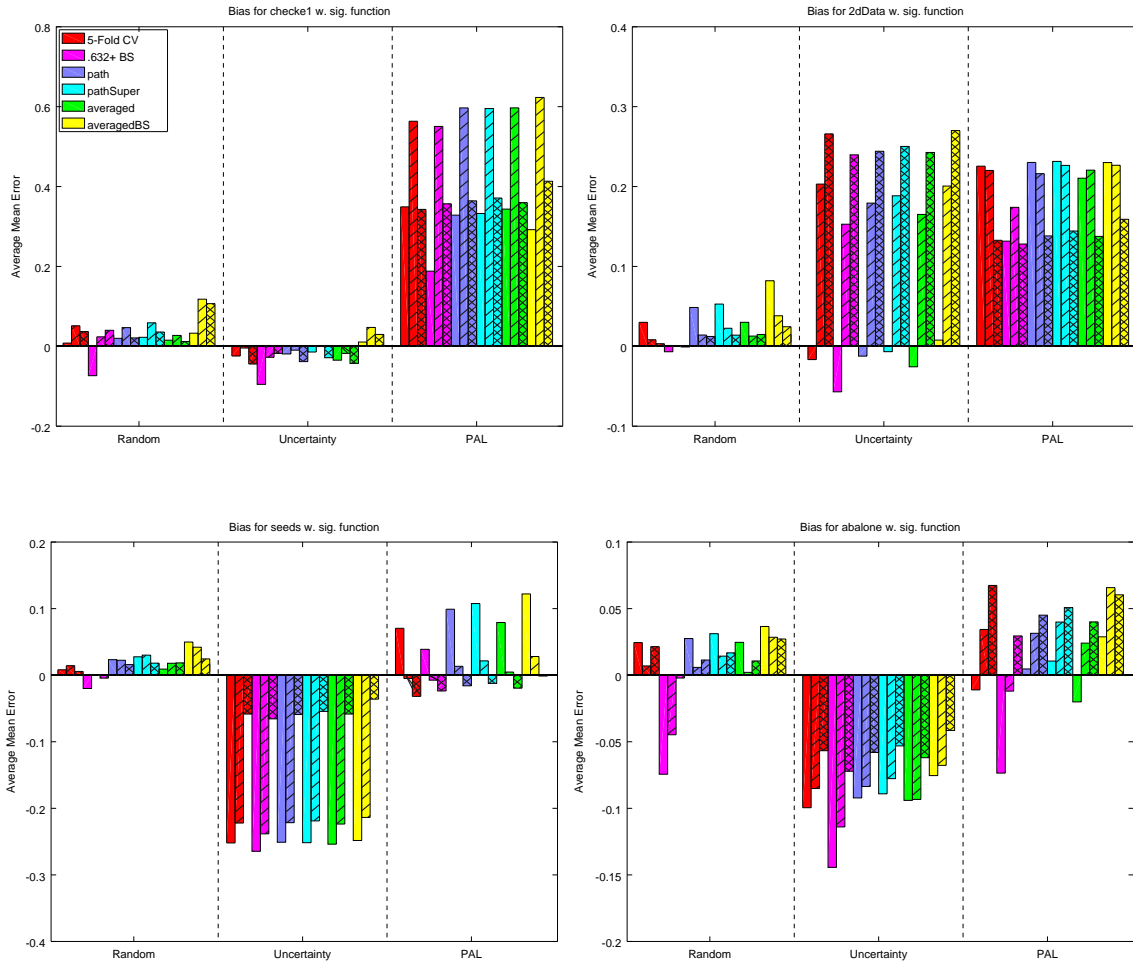 Bias for checke1 w. sig. function
0.8
0.6
0.4
0.2
0
-0.2
Average Mean Error
5-Fold CV
.632+ BS
path
pathSuper
averaged
averagedBS
Random
Uncertainty
PAL
Bias for 2dData w. sig. function
0.4
0.3
0.2
0.1
0
-0.1
Average Mean Error
Random
Uncertainty
PAL
Bias for seeds w. sig. function
0.2
0.1
0
-0.1
-0.2
-0.3
-0.4
Average Mean Error
Random
Uncertainty
PAL
Bias for abalone w. sig. function
0.1
0.05
0
-0.05
-0.1
-0.15
-0.2
Average Mean Error
Random
Uncertainty
PAL